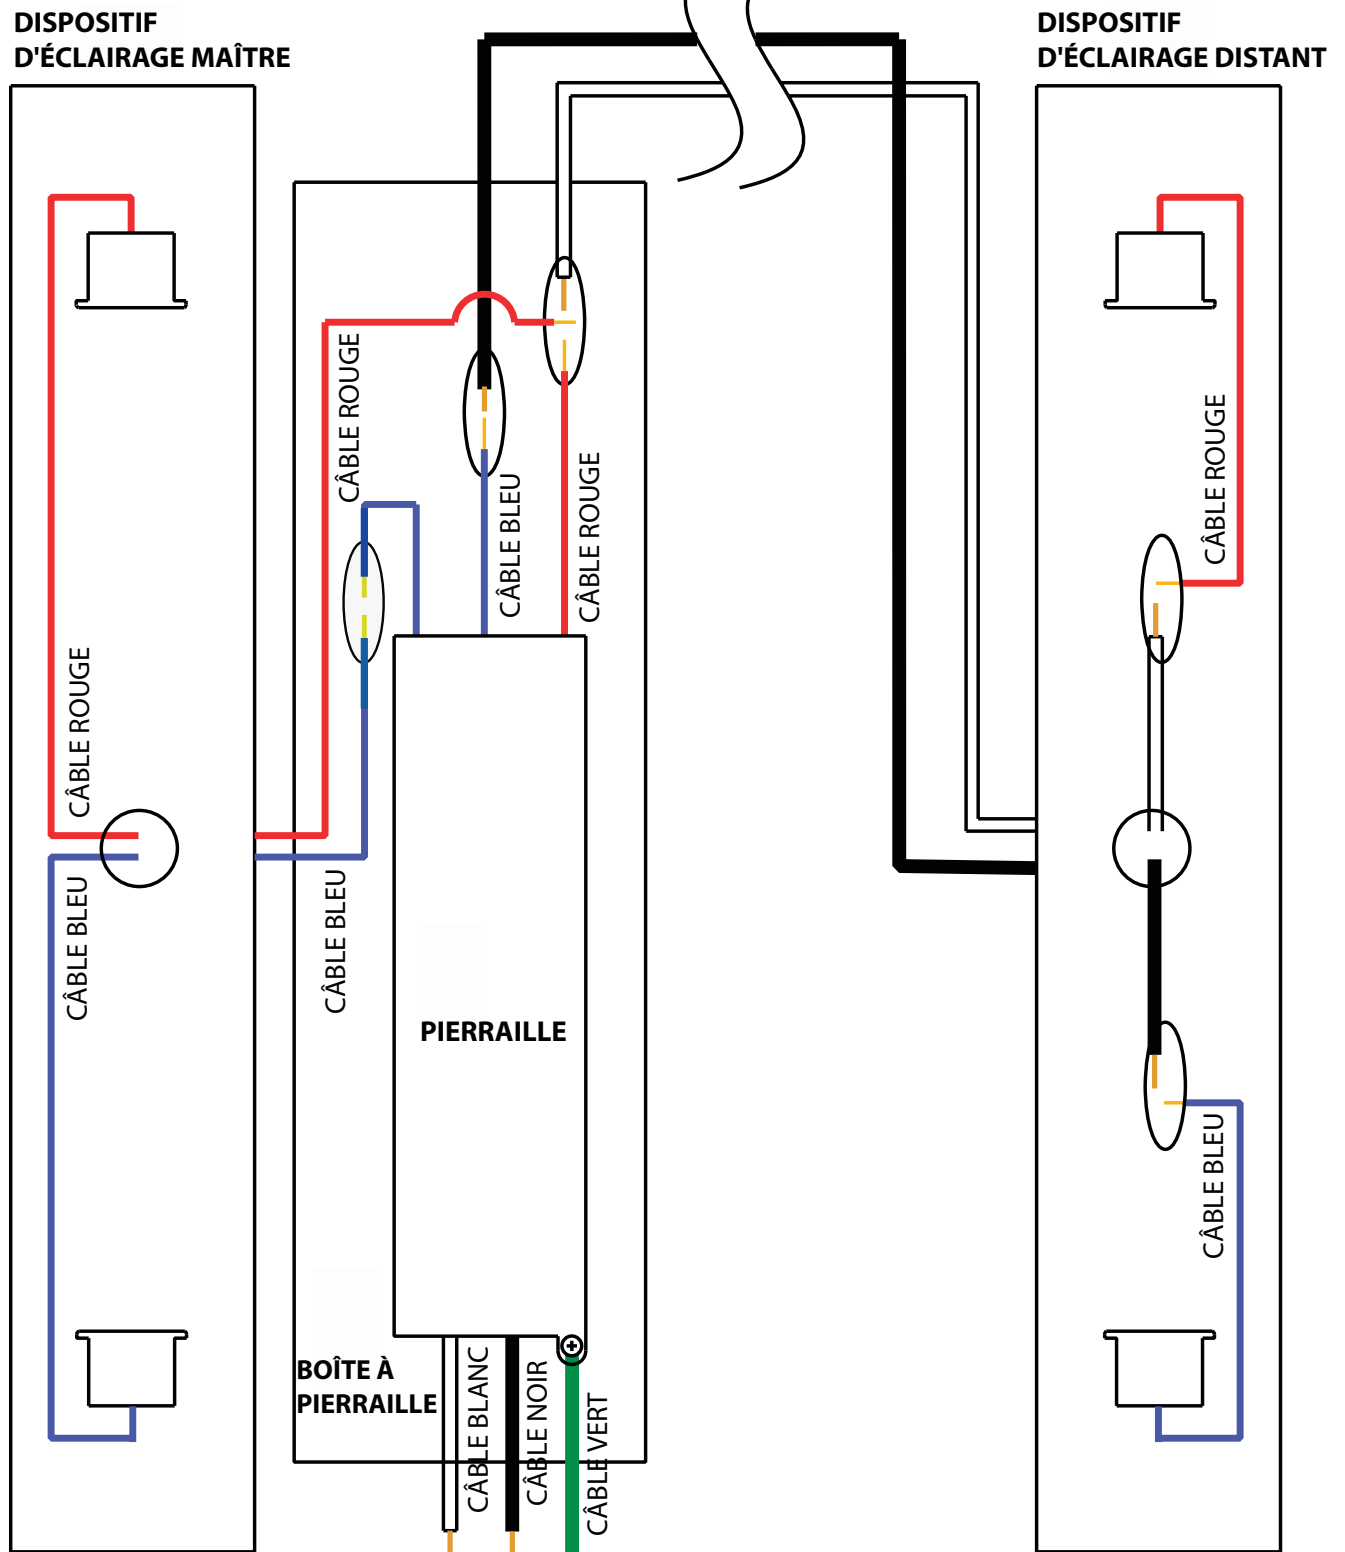 DISPOSITIF
D'ÉCLAIRAGE MAÎTRE
DISPOSITIF
D'ÉCLAIRAGE DISTANT
CÂBLE ROUGE
CÂBLE ROUGE
CÂBLE BLEU
CÂBLE ROUGE
CÂBLE ROUGE
CÂBLE BLEU
CÂBLE BLEU
PIERRAILLE
CÂBLE BLEU
BOÎTE À
PIERRAILLE
CÂBLE BLANC
CÂBLE NOIR
CÂBLE VERT